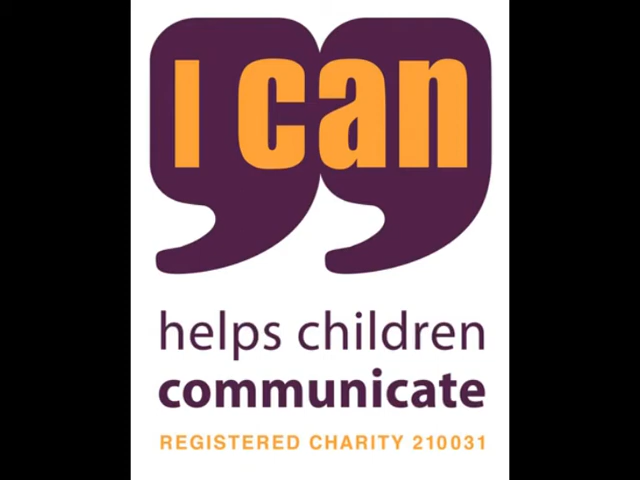 I can
helps children
communicate
REGISTERED CHARITY 210031